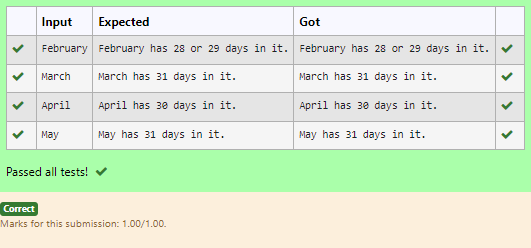 Input Expected Got
February February has 28 or 29 days in it. February has 28 or 29 days in it.
March March has 31 days in it. March has 31 days in it.
April April has 30 days in it. April has 30 days in it.
May May has 31 days in it. May has 31 days in it.
Passed all tests!
Correct
Marks for this submission: 1.00/1.00.